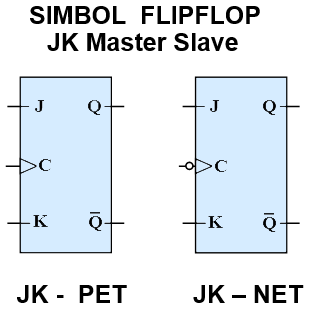 SIMBOL FLIPFLOP
JK Master Slave
J Q J Q
C C
K Q̅ K Q̅
JK - PET JK – NET